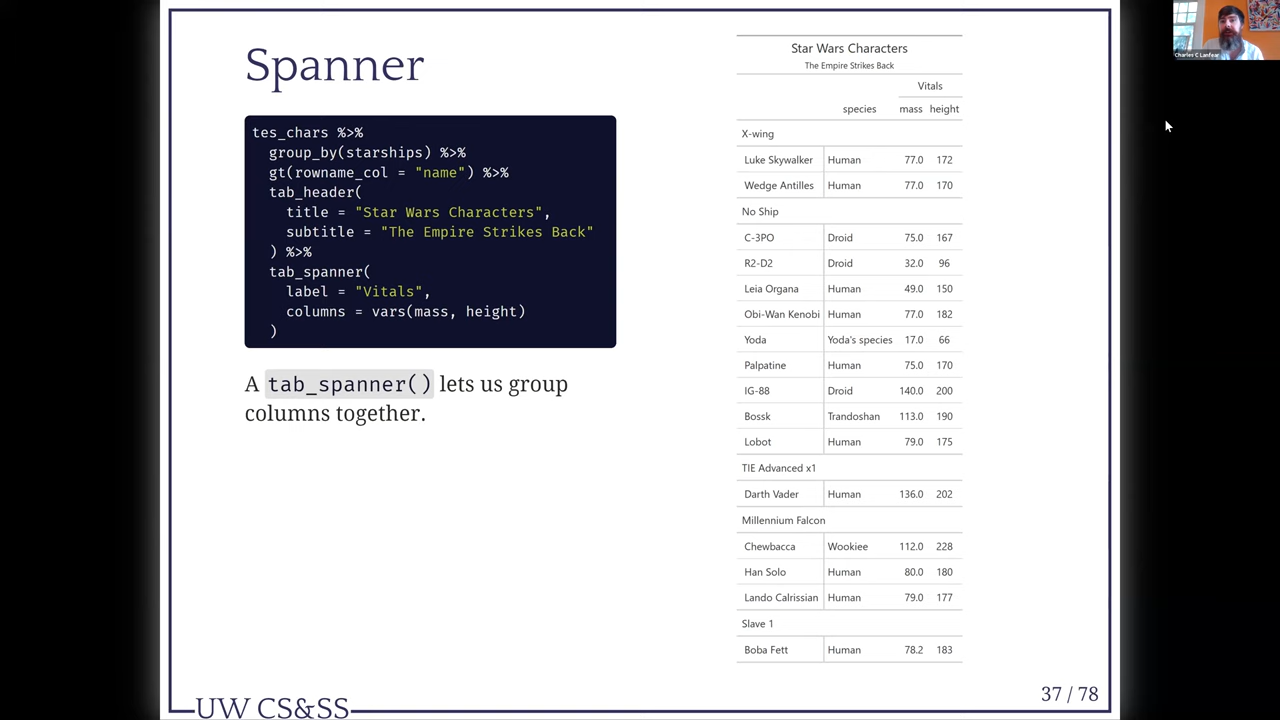 Spanner
tes_chars %>%
group_by(starships) %>%
gt(rowname_col = "name") %>%
tab_header(
title = "Star Wars Characters",
subtitle = "The Empire Strikes Back"
) %>%
tab_spanner(
label = "Vitals",
columns = vars(mass, height)
)
A tab_spanner() lets us group
columns together.
Star Wars Characters
The Empire Strikes Back
Vitals
species mass height
X-wing
Luke Skywalker Human 77.0 172
Wedge Antilles Human 77.0 170
No Ship
C-3PO Droid 75.0 167
R2-D2 Droid 32.0 96
Leia Organa Human 49.0 150
Obi-Wan Kenobi Human 77.0 182
Yoda Yoda's species 17.0 66
Palpatine Human 75.0 170
IG-88 Droid 140.0 200
Bossk Trandoshan 113.0 190
Lobot Human 79.0 175
TIE Advanced x1
Darth Vader Human 136.0 202
Millennium Falcon
Chewbacca Wookiee 112.0 228
Han Solo Human 80.0 180
Lando Calrissian Human 79.0 177
Slave 1
Boba Fett Human 78.2 183
UW CS&SS
37 / 78
Charles C Lanfear